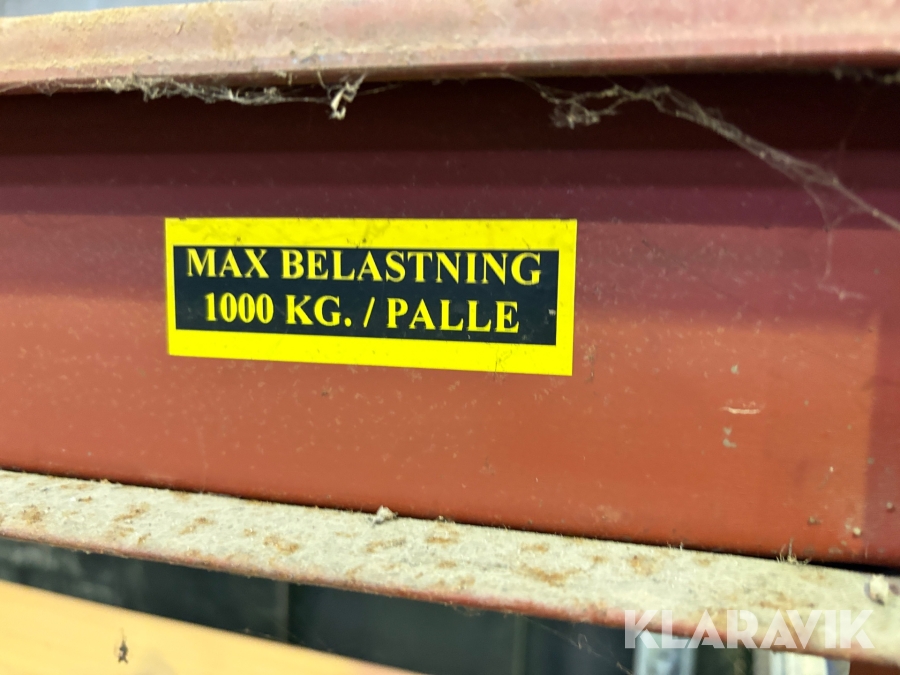 MAX BELASTNING
1000 KG. / PALLE
KLARAVIK